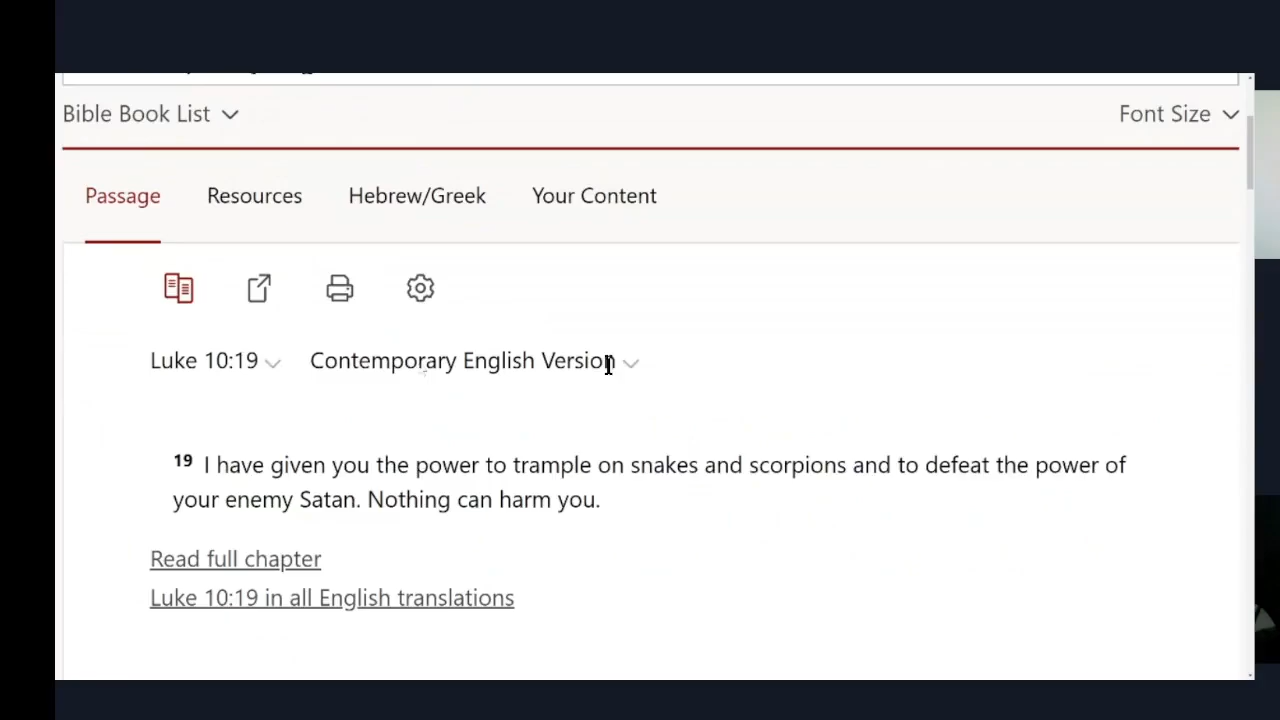 Bible Book List
Font Size
Passage Resources Hebrew/Greek Your Content
Luke 10:19 Contemporary English Version
19 I have given you the power to trample on snakes and scorpions and to defeat the power of
your enemy Satan. Nothing can harm you.
Read full chapter
Luke 10:19 in all English translations